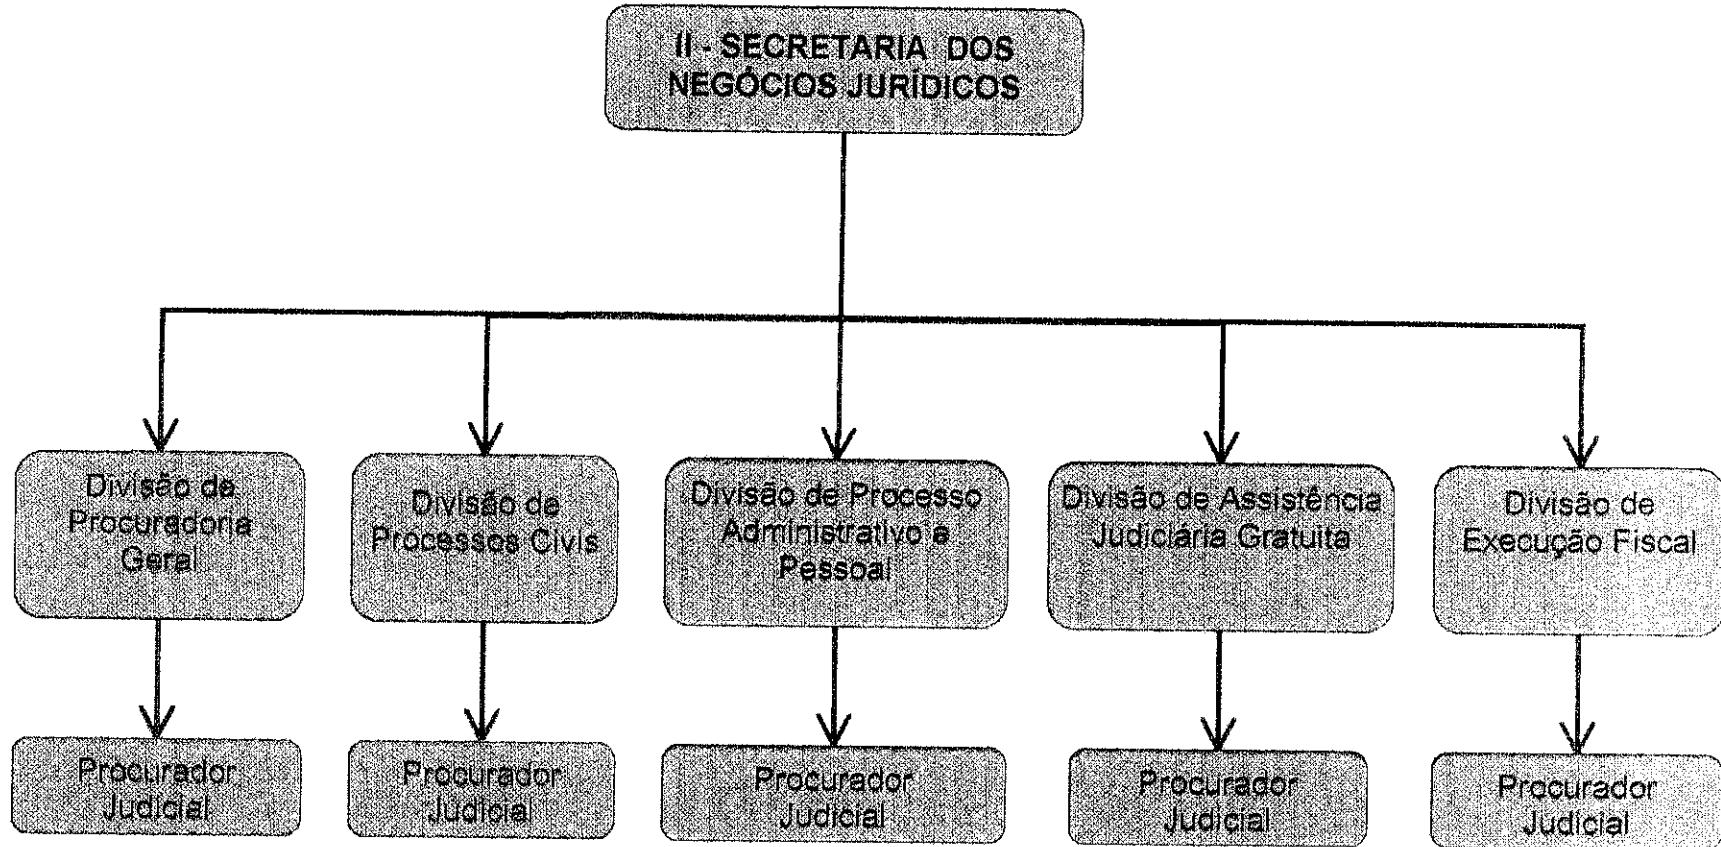 II - SECRETARIA DOS
NEGÓCIOS JURÍDICOS
Divisão de
Procuradoria
Geral
Divisão de
Processos Civis
Divisão de Processo
Administrativo e
Pessoal
Divisão de Assistência
Judiciária Gratuita
Divisão de
Execução Fiscal
Procurador
Judicial
Procurador
Judicial
Procurador
Judicial
Procurador
Judicial
Procurador
Judicial